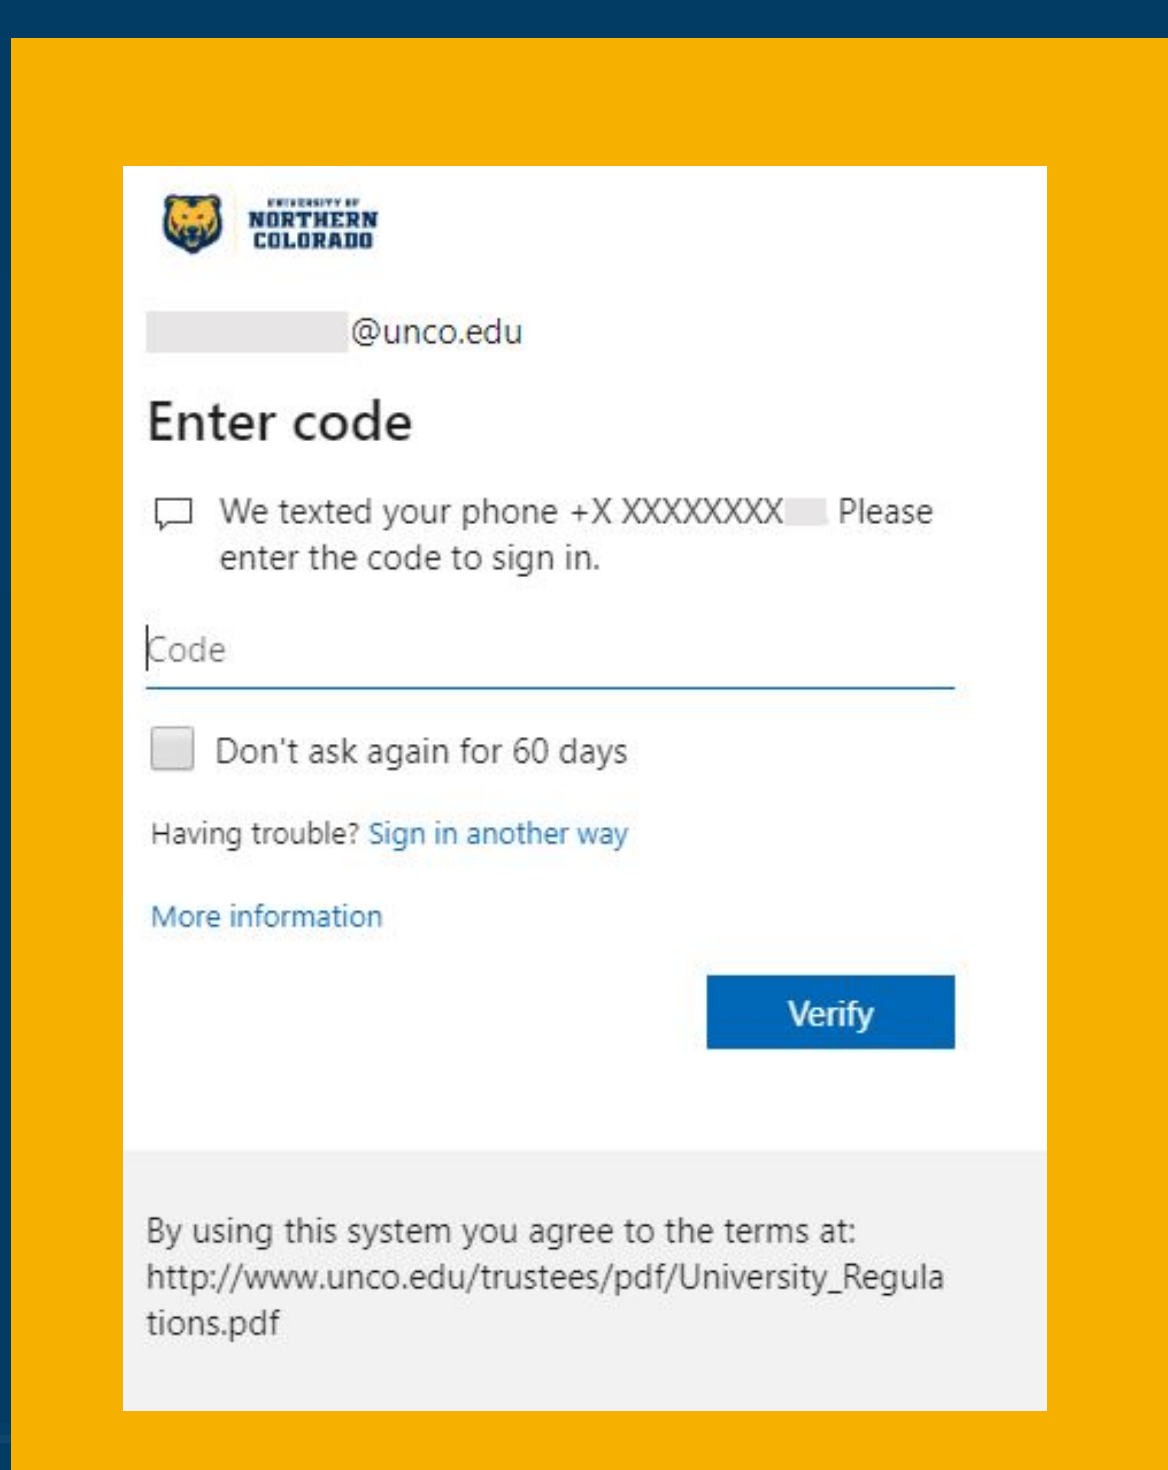 UNIVERSITY OF
NORTHERN
COLORADO
@unco.edu
Enter code
We texted your phone +X XXXXXXXX Please
enter the code to sign in.
Code
Don't ask again for 60 days
Having trouble? Sign in another way
More information
Verify
By using this system you agree to the terms at:
http://www.unco.edu/trustees/pdf/University_Regula
tions.pdf